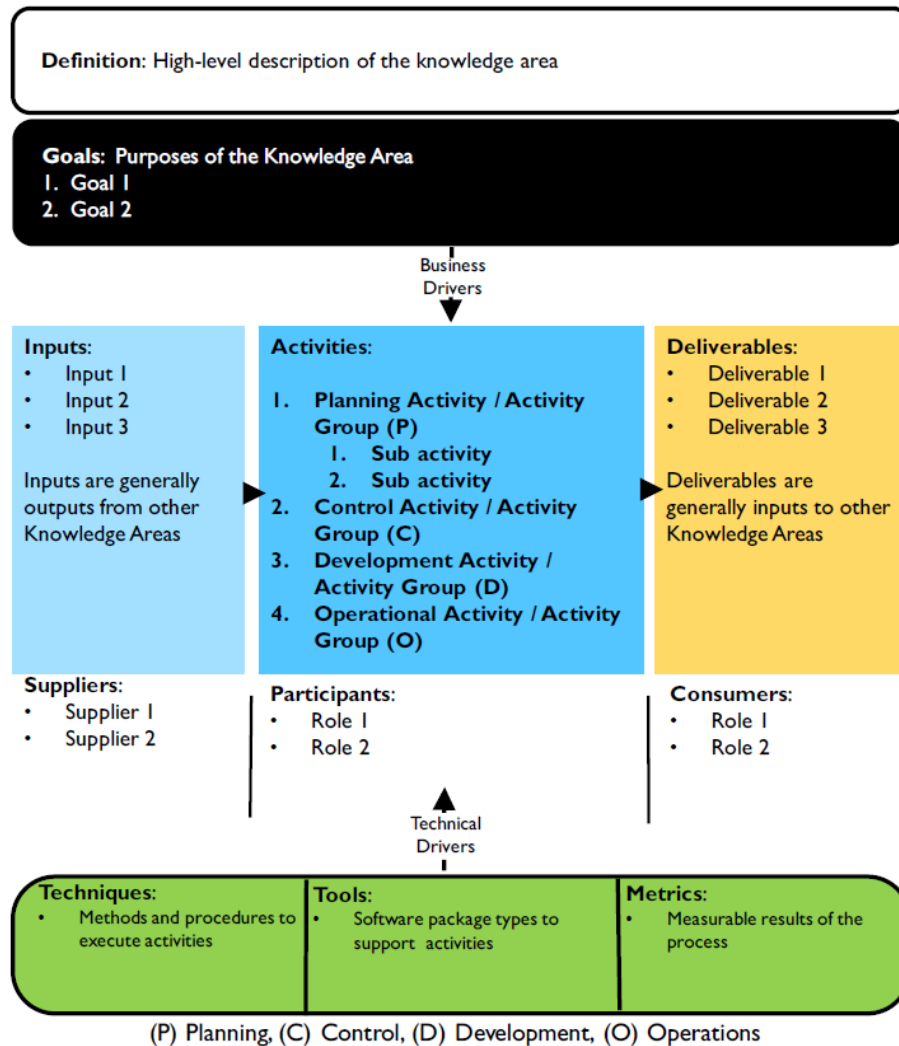 Definition: High-level description of the knowledge area
Goals: Purposes of the Knowledge Area
1. Goal 1
2. Goal 2
Business
Drivers
Inputs:
• Input 1
• Input 2
• Input 3
Inputs are generally
outputs from other
Knowledge Areas
Activities:
1. Planning Activity / Activity
Group (P)
1. Sub activity
2. Sub activity
2. Control Activity / Activity
Group (C)
3. Development Activity /
Activity Group (D)
4. Operational Activity / Activity
Group (O)
Deliverables:
• Deliverable 1
• Deliverable 2
• Deliverable 3
Deliverables are
generally inputs to other
Knowledge Areas
Suppliers:
• Supplier 1
• Supplier 2
Participants:
• Role 1
• Role 2
Consumers:
• Role 1
• Role 2
Technical
Drivers
Techniques:
• Methods and procedures to
execute activities
Tools:
• Software package types to
support activities
Metrics:
• Measurable results of the
process
(P) Planning, (C) Control, (D) Development, (O) Operations